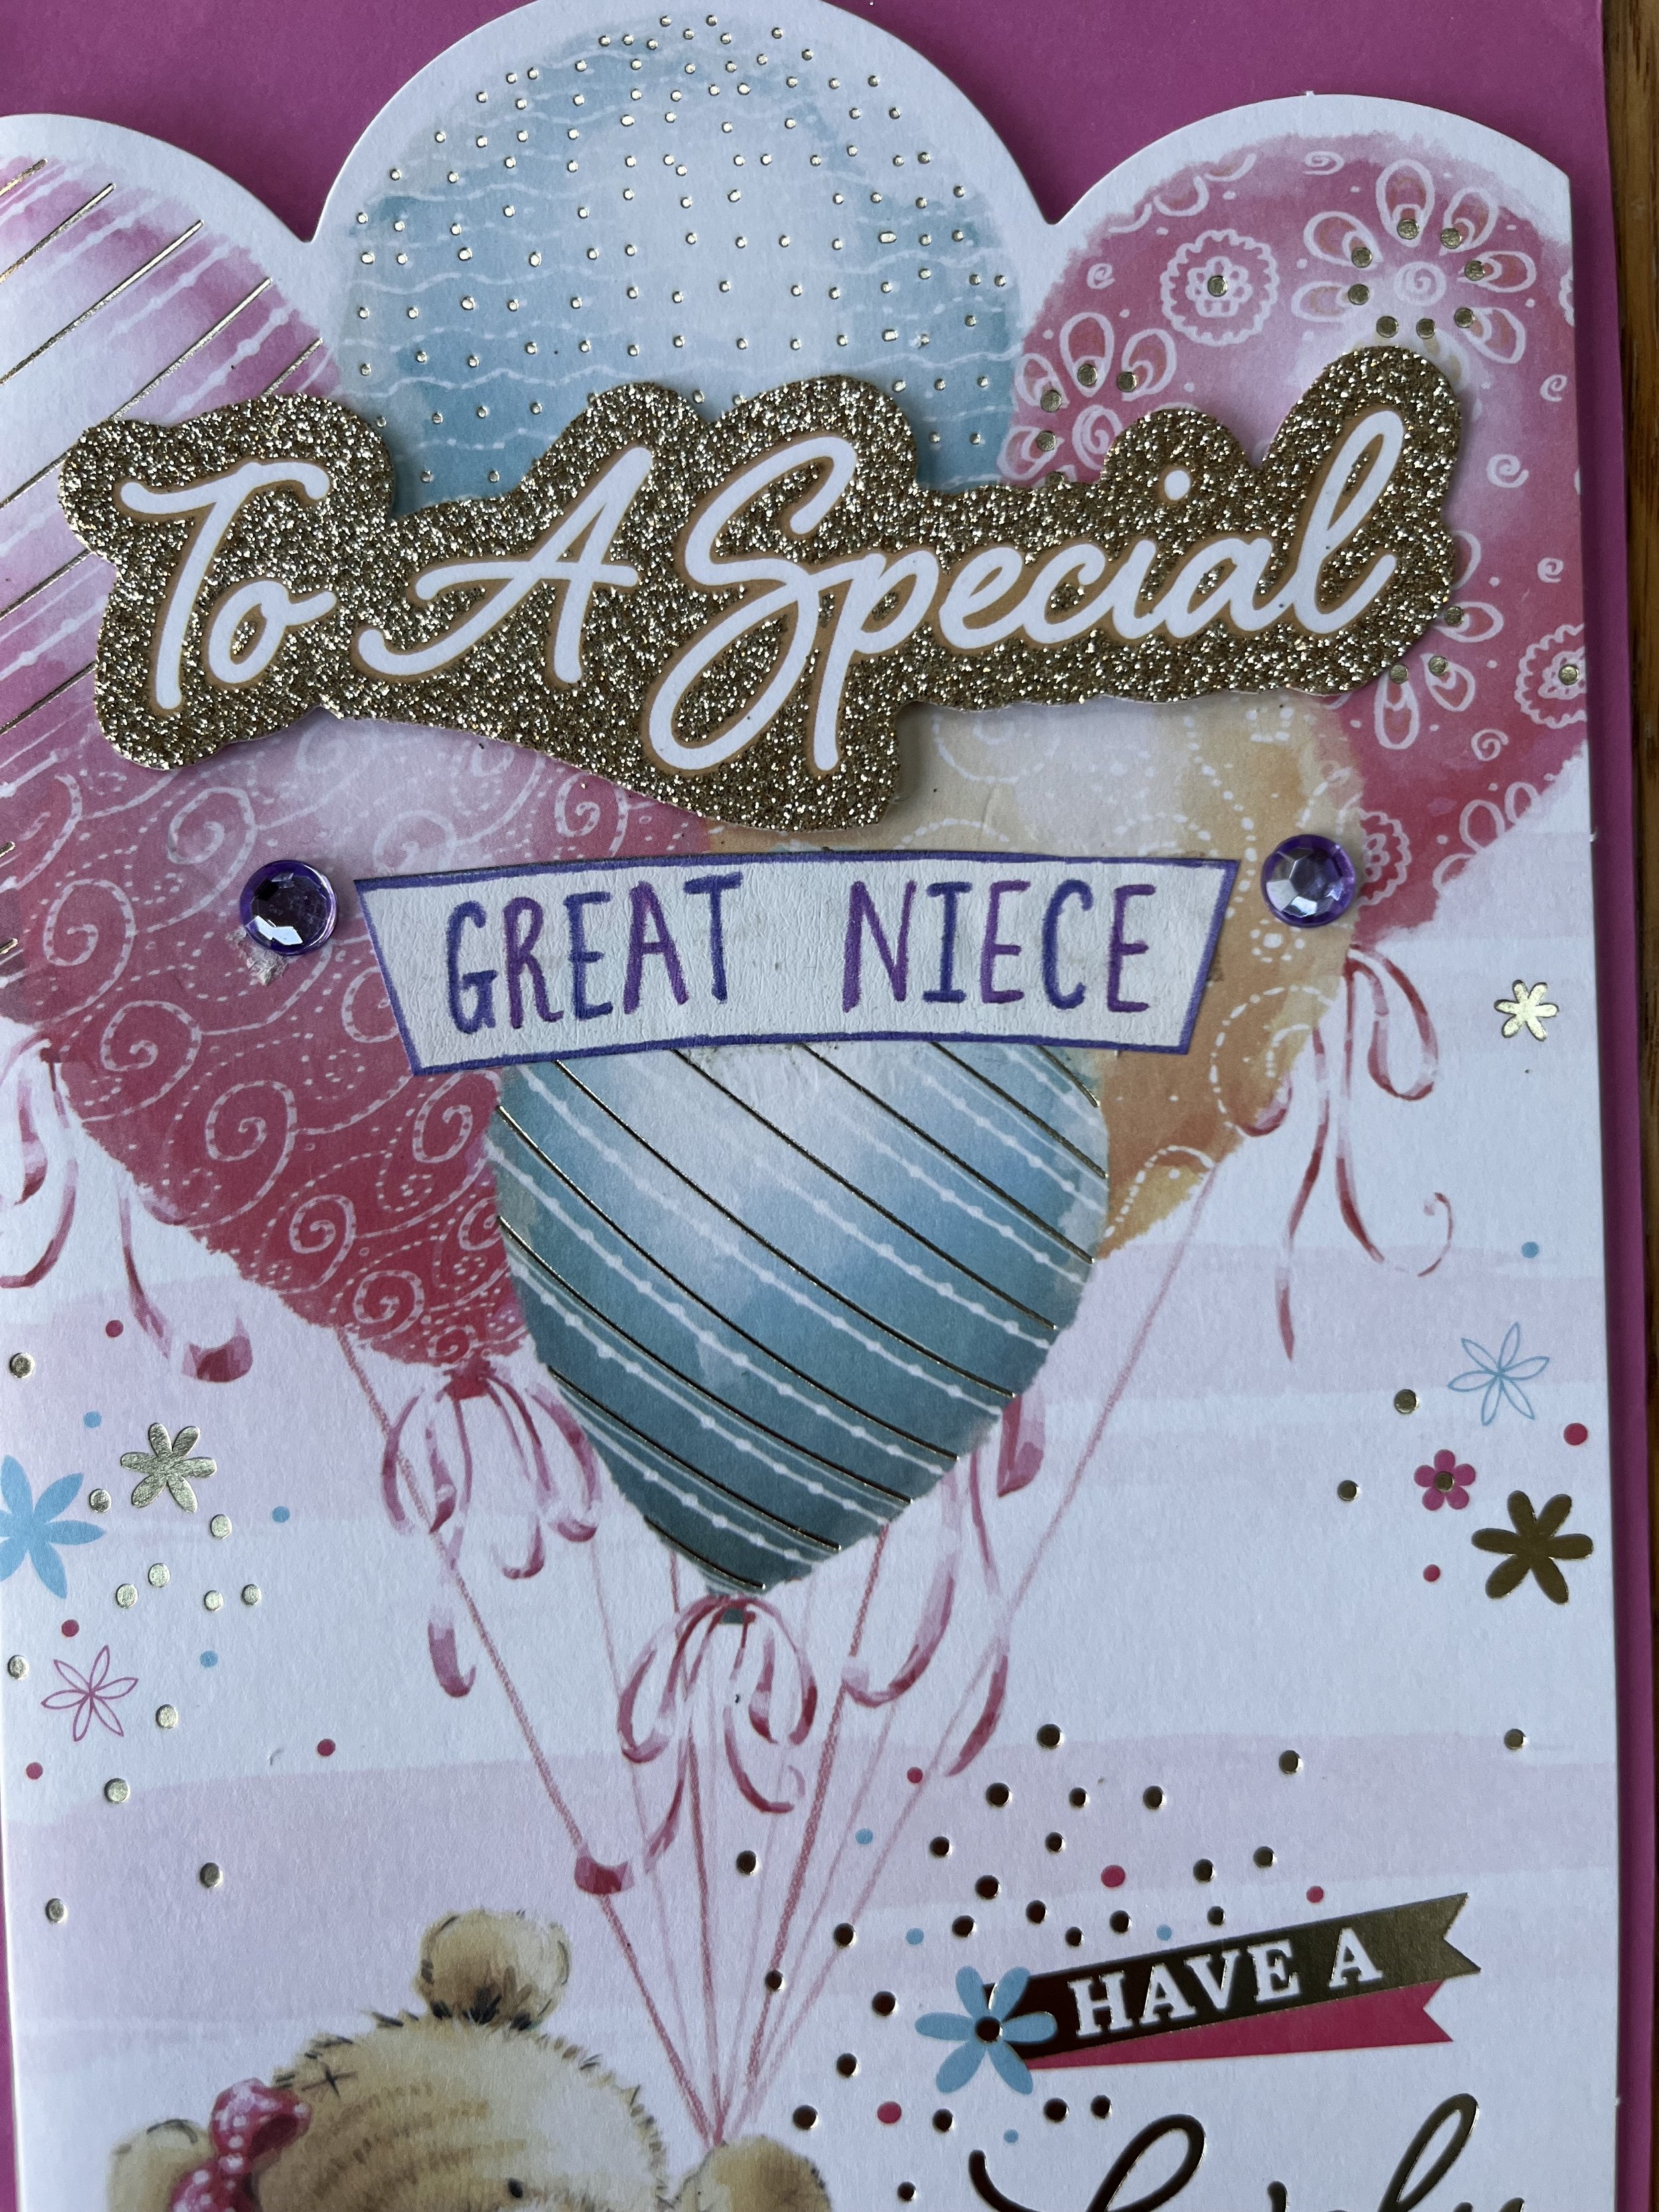 To A Special
GREAT NIECE
HAVE A